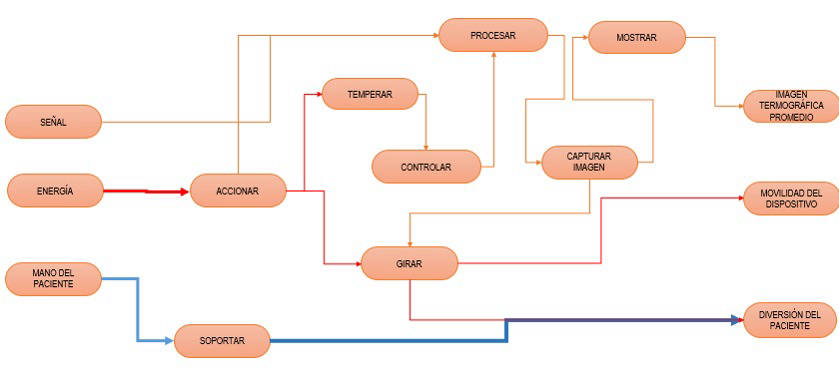 PROCESAR
MOSTRAR
TEMPERAR
IMAGEN
TERMOGRÁFICA
PROMEDIO
SEÑAL
CONTROLAR
CAPTURAR
IMAGEN
ENERGÍA
ACCIONAR
MOVILIDAD DEL
DISPOSITIVO
MANO DEL
PACIENTE
GIRAR
SOPORTAR
DIVERSIÓN DEL
PACIENTE